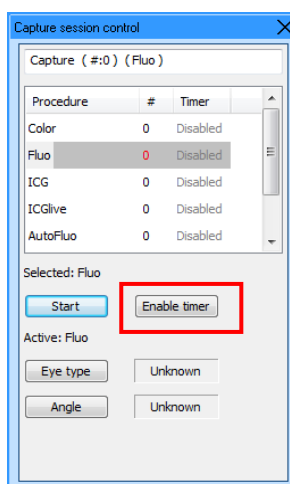 Capture session control
Capture ( #:0 ) ( Fluo )
Procedure # Timer
Color 0 Disabled
Fluo 0 Disabled
ICG 0 Disabled
ICGlive 0 Disabled
AutoFluo 0 Disabled
Selected: Fluo
Start Enable timer
Active: Fluo
Eye type Unknown
Angle Unknown